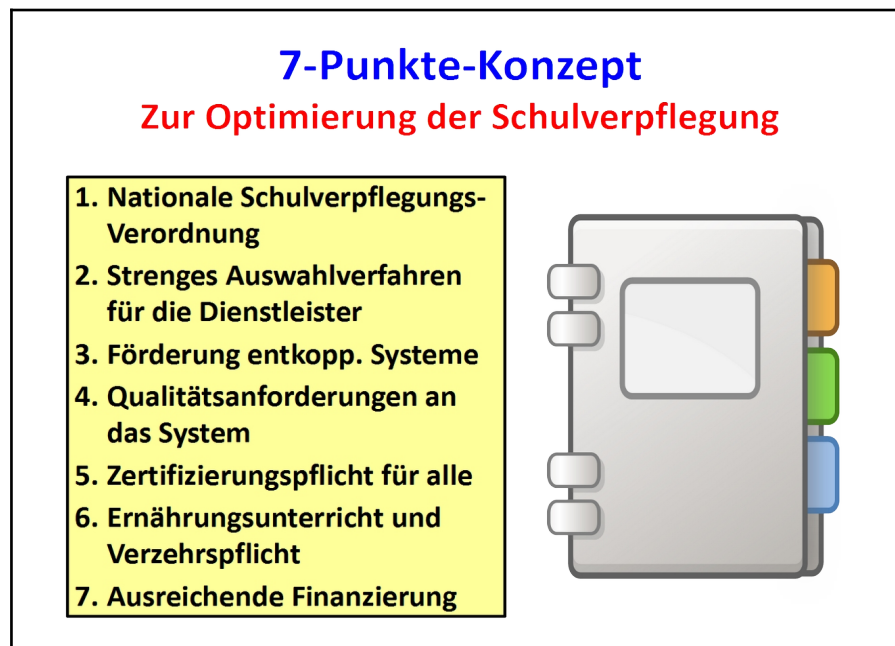 7-Punkte-Konzept
Zur Optimierung der Schulverpflegung
1. Nationale Schulverpflegungs-
Verordnung
2. Strenges Auswahlverfahren
für die Dienstleister
3. Förderung entkopp. Systeme
4. Qualitätsanforderungen an
das System
5. Zertifizierungspflicht für alle
6. Ernährungsunterricht und
Verzehrspflicht
7. Ausreichende Finanzierung